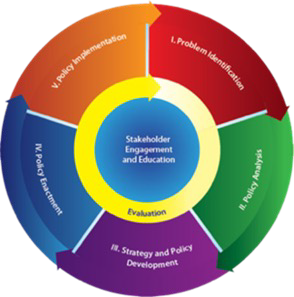 I. Problem Identification
II. Policy Analysis
III. Strategy and Policy
Development
IV. Policy Enactment
V. Policy Implementation
Stakeholder
Engagement
and Education
Evaluation